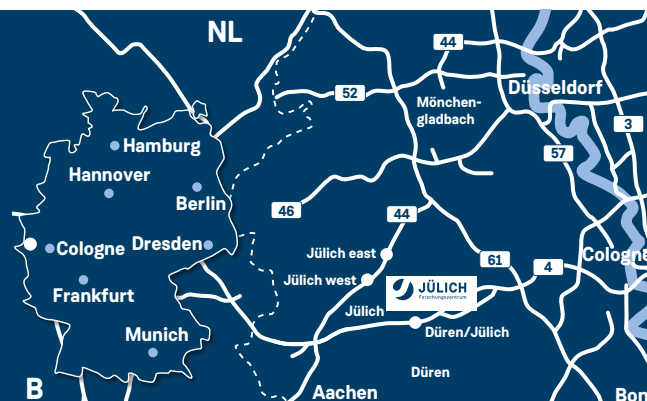 NL
44
Düsseldorf
52
Mönchen-
gladbach
3
Hamburg
57
Hannover
Berlin
46
44
Cologne
Dresden
Jülich east
Cologne
61
4
Jülich west
JÜLICH
Forschungszentrum
Frankfurt
Jülich
Munich
Düren/Jülich
Düren
B
Aachen
Bon